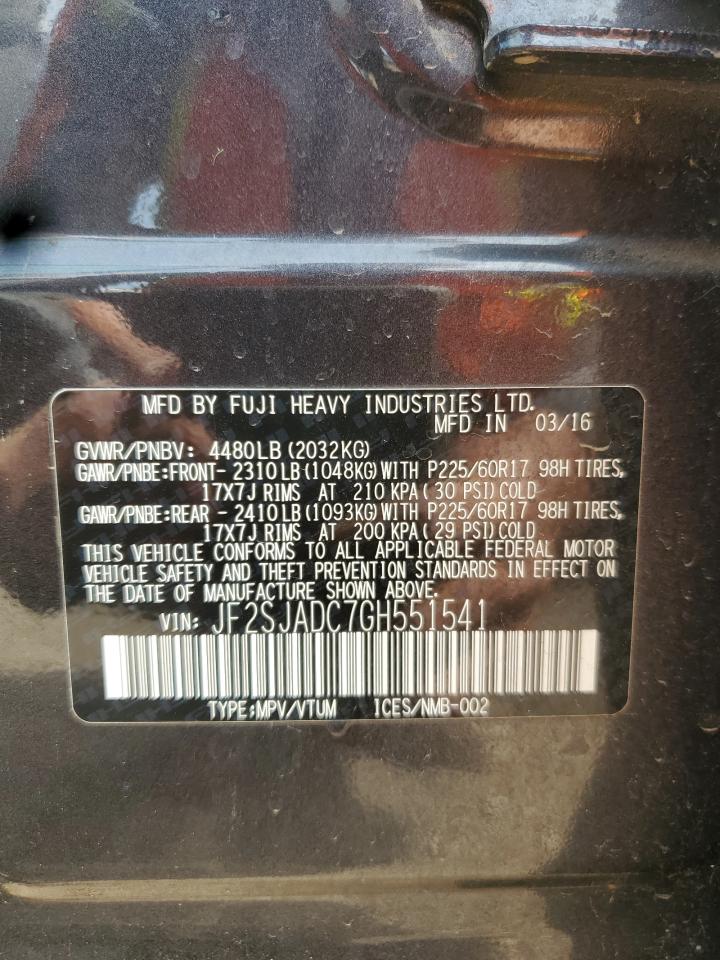 MFD BY FUJI HEAVY INDUSTRIES LTD.
MFD IN 03/16
GVWR/PNBV: 4480LB(2032KG)
GAWR/PNBE:FRONT- 2310LB(1048KG)WITH P225/60R17 98H TIRES,
17X7J RIMS AT 210 KPA( 30 PSI)COLD
GAWR/PNBE:REAR - 2410LB(1093KG)WITH P225/60R17 98H TIRES,
17X7J RIMS AT 200 KPA( 29 PSI)COLD
THIS VEHICLE CONFORMS TO ALL APPLICABLE FEDERAL MOTOR
VEHICLE SAFETY AND THEFT PREVENTION STANDARDS IN EFFECT ON
THE DATE OF MANUFACTURE SHOWN ABOVE.
VIN: JF2SJADC7GH551541
TYPE:MPV/VTUM ICES/NMB-002